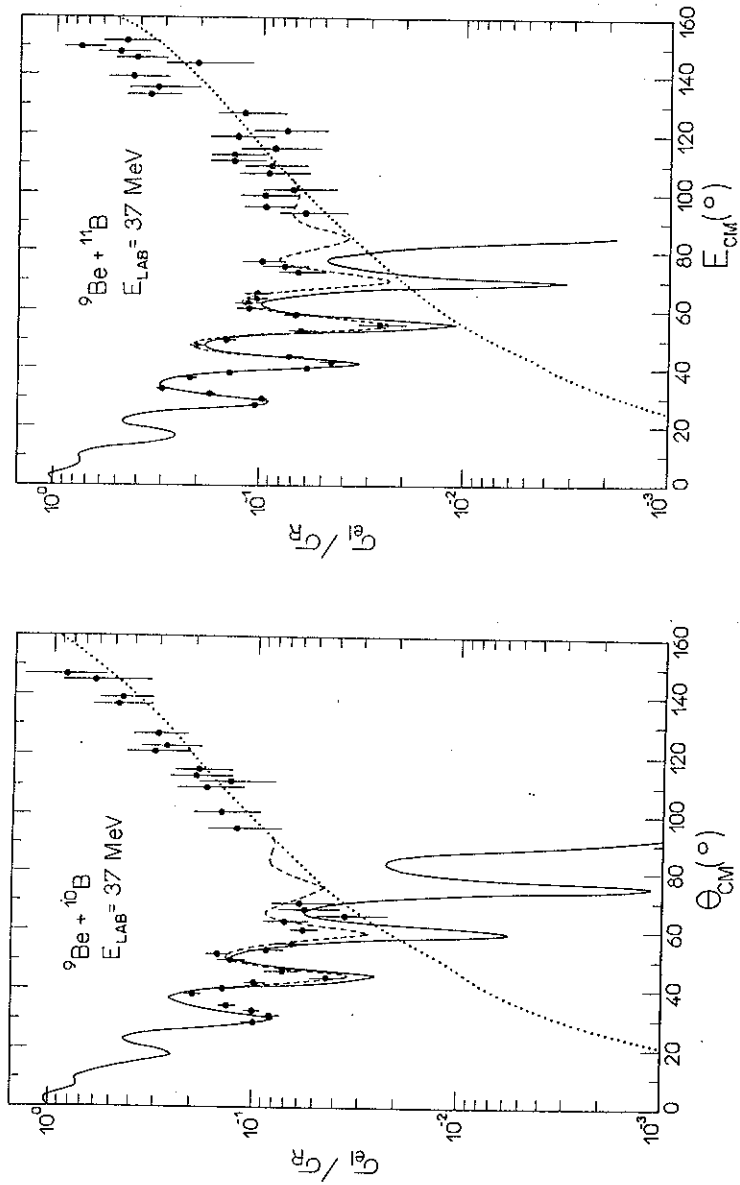 ⁹Be + ¹⁰B
E_LAB = 37 MeV
σ_el / σ_R
10⁰
10⁻¹
10⁻²
10⁻³
0 20 40 60 80 100 120 140 160
θ_CM(°)
⁹Be + ¹¹B
E_LAB = 37 MeV
σ_el / σ_R
10⁰
10⁻¹
10⁻²
10⁻³
0 20 40 60 80 100 120 140 160
E_CM(°)